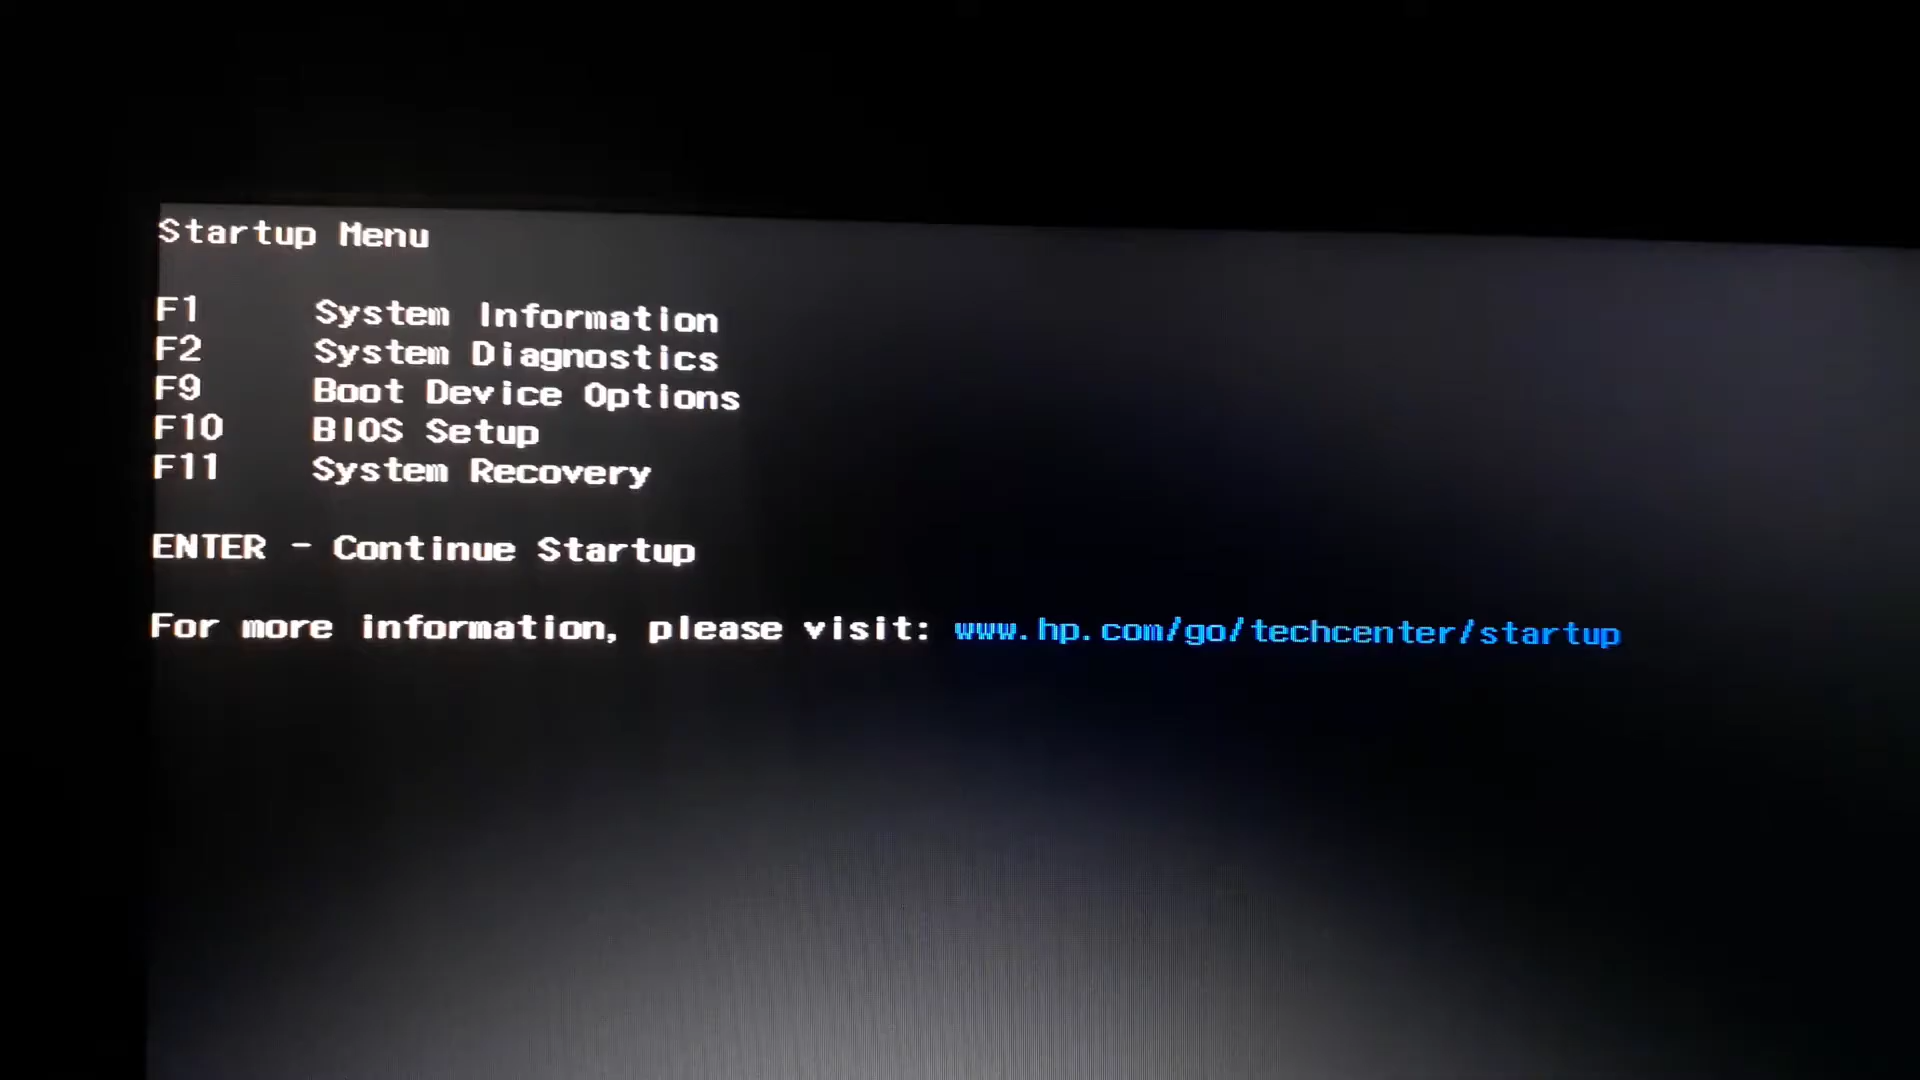 Startup Menu
F1 System Information
F2 System Diagnostics
F9 Boot Device Options
F10 BIOS Setup
F11 System Recovery
ENTER - Continue Startup
For more information, please visit: www.hp.com/go/techcenter/startup